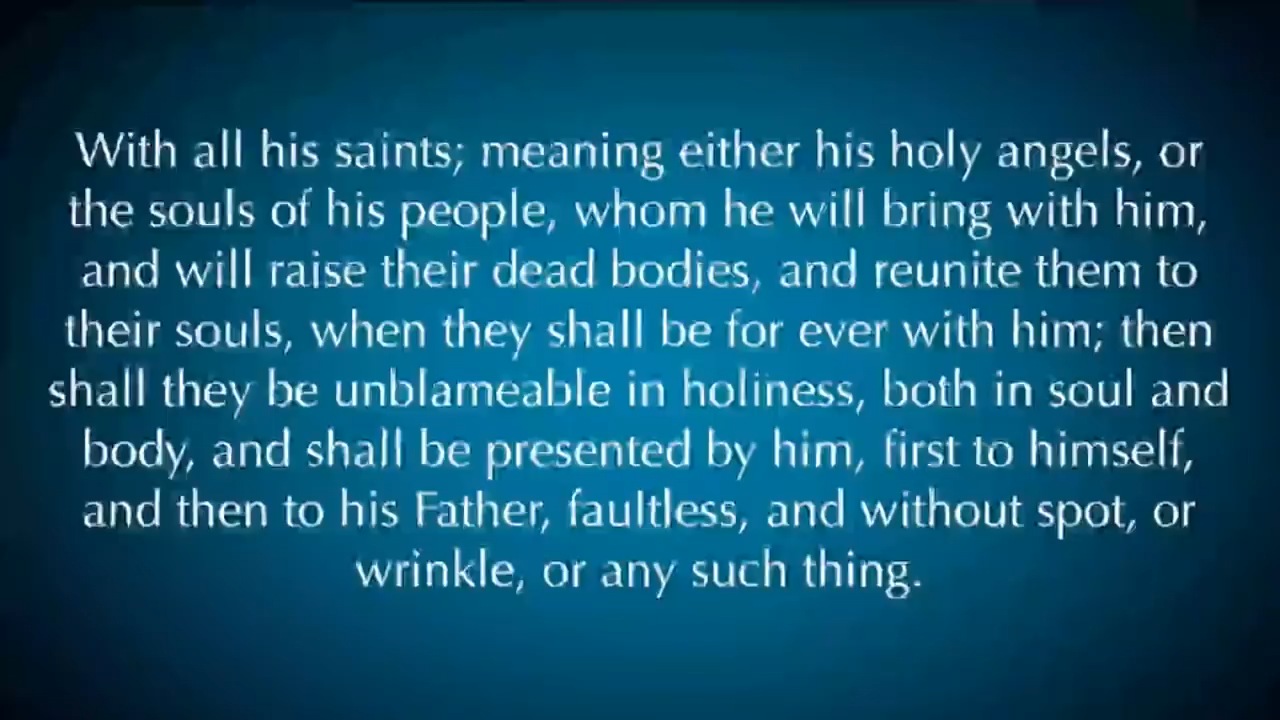 With all his saints; meaning either his holy angels, or
the souls of his people, whom he will bring with him,
and will raise their dead bodies, and reunite them to
their souls, when they shall be for ever with him; then
shall they be unblameable in holiness, both in soul and
body, and shall be presented by him, first to himself,
and then to his Father, faultless, and without spot, or
wrinkle, or any such thing.